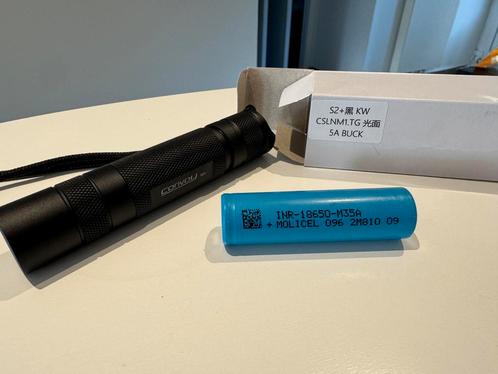 S2+黑 KW
CSLNM1.TG 光面
5A BUCK
Convoy
INR-18650-M35A
+ MOLICEL 096 2M810 09